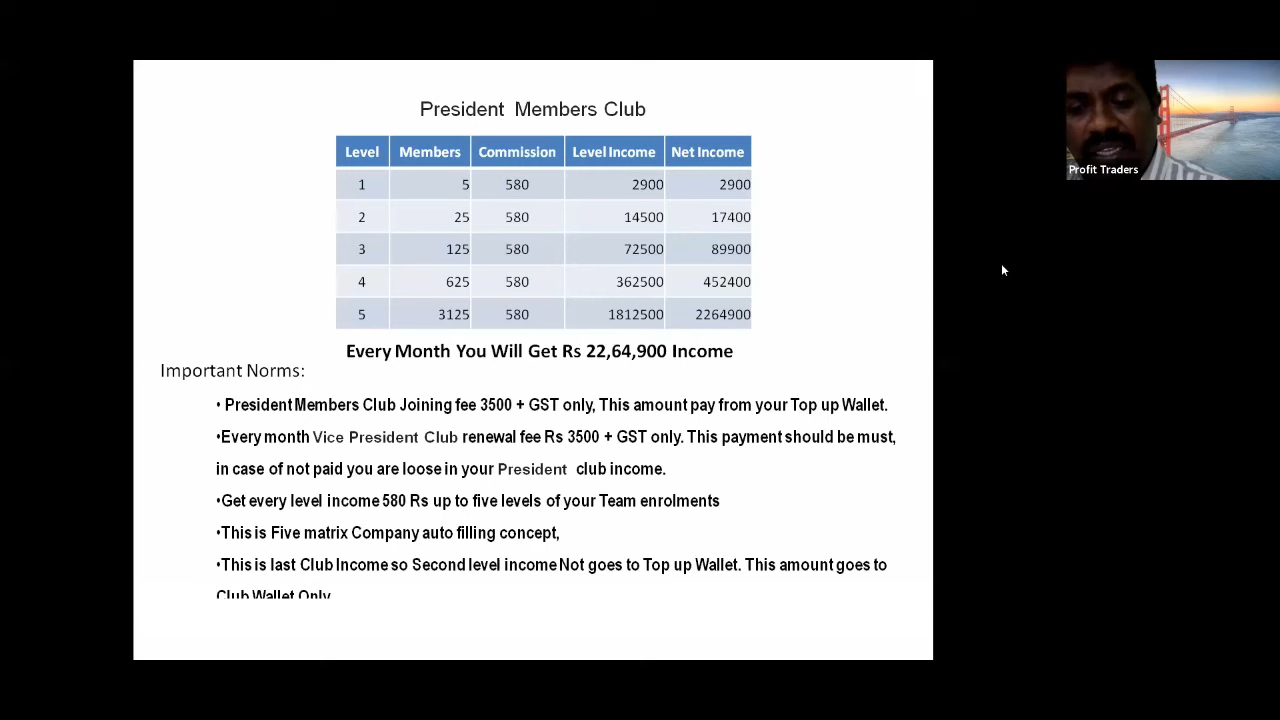 President Members Club
Level Members Commission Level Income Net Income
1 5 580 2900 2900
2 25 580 14500 17400
3 125 580 72500 89900
4 625 580 362500 452400
5 3125 580 1812500 2264900
Every Month You Will Get Rs 22,64,900 Income
Important Norms:
• President Members Club Joining fee 3500 + GST only, This amount pay from your Top up Wallet.
•Every month Vice President Club renewal fee Rs 3500 + GST only. This payment should be must,
in case of not paid you are loose in your President club income.
•Get every level income 580 Rs up to five levels of your Team enrolments
•This is Five matrix Company auto filling concept,
•This is last Club Income so Second level income Not goes to Top up Wallet. This amount goes to
Club Wallet Only
Profit Traders